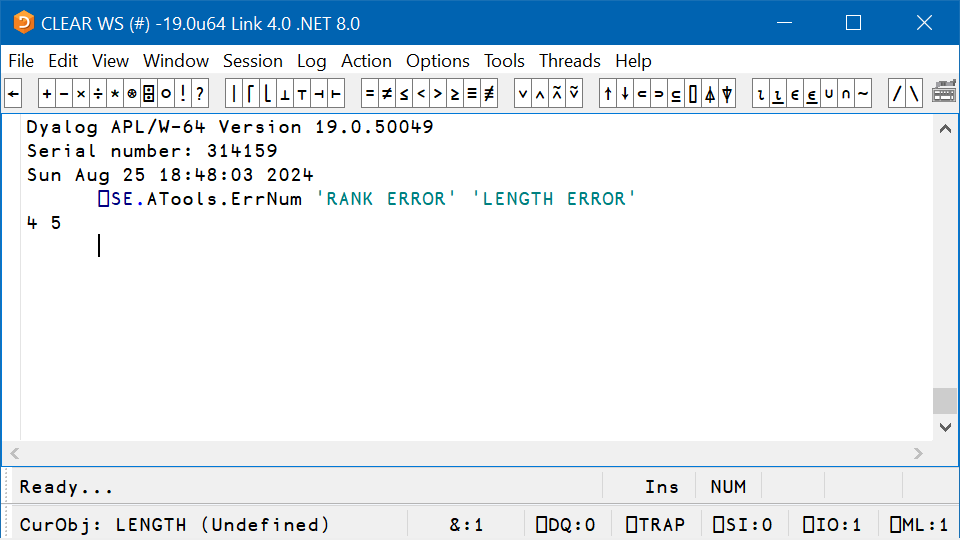 CLEAR WS (#) -19.0u64 Link 4.0 .NET 8.0
File Edit View Window Session Log Action Options Tools Threads Help
← + − × ÷ * ⍟ ⌹ ○ ! ? | ⌈ ⌊ ⊥ ⊤ ⊣ ⊢ = ≠ ≤ < > ≥ ≡ ≢ ∨ ∧ ⍲ ⍱ ↑ ↓ ⊂ ⊃ ⊆ ⌷ ⍋ ⍒ ⍳ ⍸ ∊ ⍷ ∪ ∩ ~ / \
Dyalog APL/W-64 Version 19.0.50049
Serial number: 314159
Sun Aug 25 18:48:03 2024
⎕SE.ATools.ErrNum 'RANK ERROR' 'LENGTH ERROR'
4 5
Ready... Ins NUM
CurObj: LENGTH (Undefined) &:1 ⎕DQ:0 ⎕TRAP ⎕SI:0 ⎕IO:1 ⎕ML:1